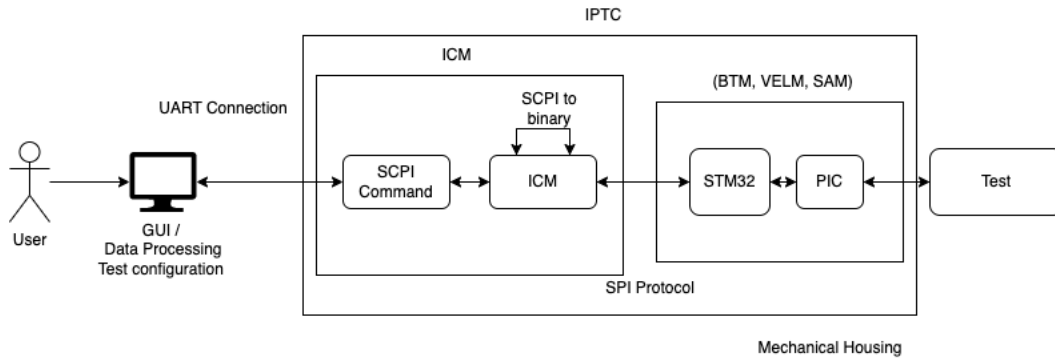 IPTC
ICM
(BTM, VELM, SAM)
UART Connection
SCPI to
binary
SCPI
Command
ICM
STM32
PIC
Test
User
GUI /
Data Processing
Test configuration
SPI Protocol
Mechanical Housing